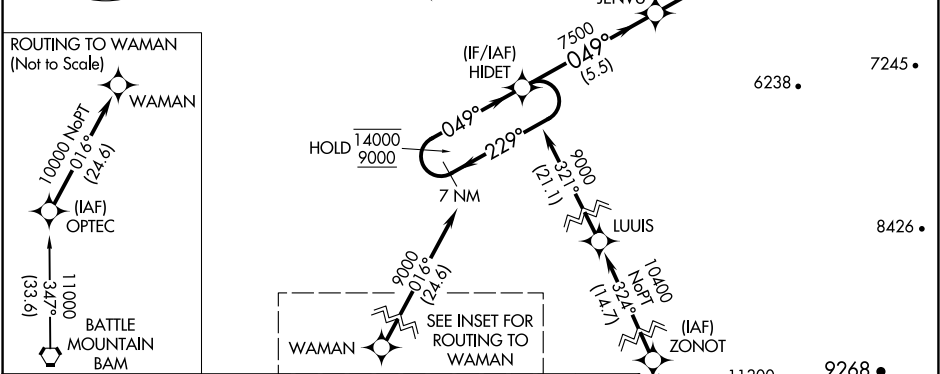 ROUTING TO WAMAN
(Not to Scale)
WAMAN
10000 NoPT
016°
(24.6)
(IAF)
OPTEC
11000
347°
(33.6)
BATTLE
MOUNTAIN
BAM
(IF/IAF)
HIDET
7500
049°
(5.5)
HOLD 14000
9000
049°
229°
7 NM
9000
016°
(24.6)
WAMAN
SEE INSET FOR
ROUTING TO
WAMAN
9000
321°
(21.1)
LUUIS
10400
NoPT
324°
(14.7)
(IAF)
ZONOT
6238
7245
8426
9268